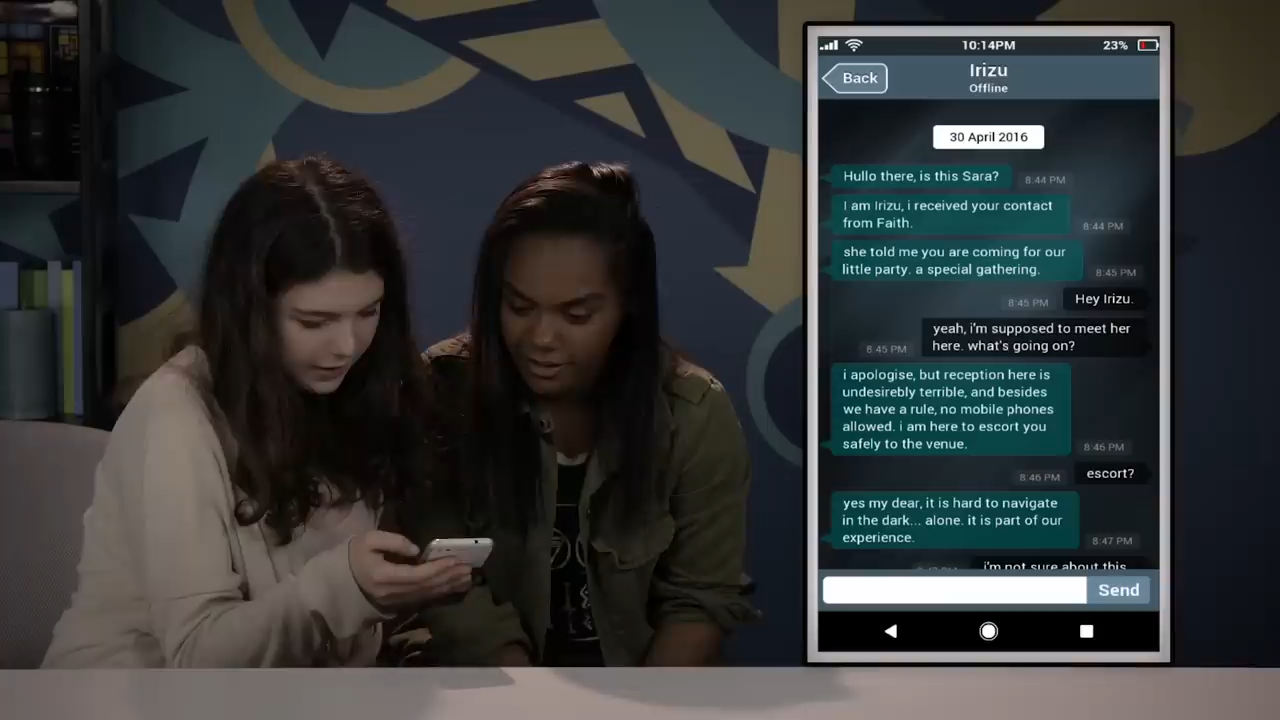 10:14PM
23%
Back
Irizu
Offline
30 April 2016
Hullo there, is this Sara?
8:44 PM
I am Irizu, i received your contact
from Faith.
8:44 PM
she told me you are coming for our
little party. a special gathering.
8:45 PM
Hey Irizu.
8:45 PM
yeah, i'm supposed to meet her
here. what's going on?
8:45 PM
i apologise, but reception here is
undesirebly terrible, and besides
we have a rule, no mobile phones
allowed. i am here to escort you
safely to the venue.
8:46 PM
escort?
8:46 PM
yes my dear, it is hard to navigate
in the dark... alone. it is part of our
experience.
8:47 PM
i'm not sure about this
Send